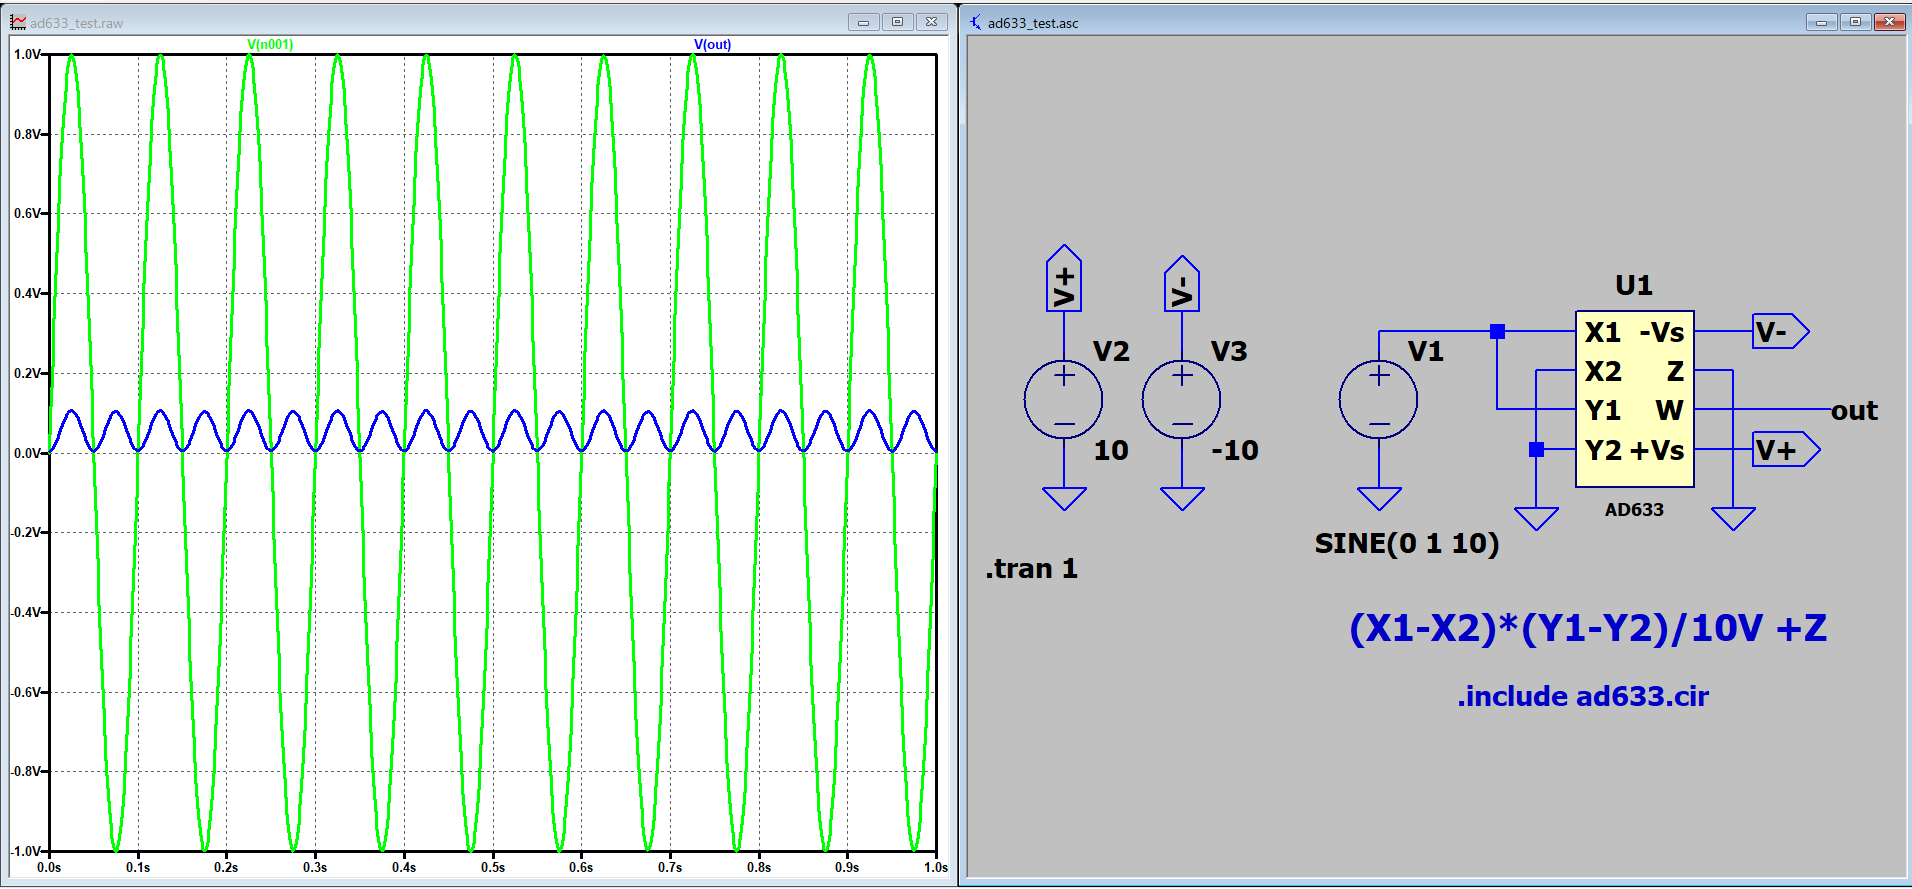 ad633_test.raw
V(n001)
V(out)
1.0V
0.8V
0.6V
0.4V
0.2V
0.0V
-0.2V
-0.4V
-0.6V
-0.8V
-1.0V
0.0s 0.1s 0.2s 0.3s 0.4s 0.5s 0.6s 0.7s 0.8s 0.9s 1.0s
ad633_test.asc
V+
V-
V2
10
V3
-10
V1
SINE(0 1 10)
.tran 1
U1
X1 -Vs
X2 Z
Y1 W
Y2 +Vs
AD633
V-
out
V+
(X1-X2)*(Y1-Y2)/10V +Z
.include ad633.cir